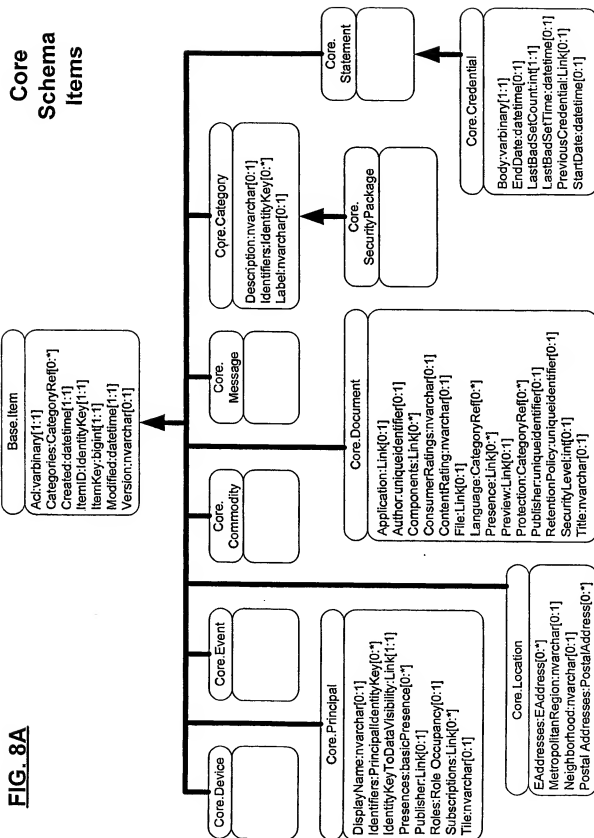 FIG. 8A
Core
Schema
Items
Base.Item
Acl:varbinary[1:1]
Categories:CategoryRef[0:*]
Created:datetime[1:1]
ItemID:IdentityKey[1:1]
ItemKey:bigint[1:1]
Modified:datetime[1:1]
Version:nvarchar[0:1]
Core.Device
Core.Event
Core.
Commodity
Core.
Message
Core.Category
Description:nvarchar[0:1]
Identifiers:IdentityKey[0:*]
Label:nvarchar[0:1]
Core.
Statement
Core.Principal
DisplayName:nvarchar[0:1]
Identifiers:PrincipalIdentityKey[0:*]
IdentityKeyToDataVisibility:Link[1:1]
Presences:basicPresence[0:*]
Publisher:Link[0:1]
Roles:Role Occupancy[0:1]
Subscriptions:Link[0:*]
Tile:nvarchar[0:1]
Core.Location
EAddresses:EAddress[0:*]
MetropolitanRegion:nvarchar[0:1]
Neighborhood:nvarchar[0:1]
Postal Addresses:PostalAddress[0:*]
Core.Document
Application:Link[0:1]
Author:uniqueidentifier[0:1]
Components:Link[0:*]
ConsumerRatings:nvarchar[0:1]
ContentRating:nvarchar[0:1]
File:Link[0:1]
Language:CategoryRef[0:*]
Presence:Link[0:*]
Preview:Link[0:1]
Protection:CategoryRef[0:*]
Publisher:uniqueidentifier[0:1]
RetentionPolicy:uniqueidentifier[0:1]
SecurityLevel:int[0:1]
Title:nvarchar[0:1]
Core.
SecurityPackage
Core.Credential
Body:varbinary[1:1]
EndDate:datetime[0:1]
LastBadSetCount:int[1:1]
LastBadSetTime:datetime[0:1]
PreviousCredential:Link[0:1]
StartDate:datetime[0:1]